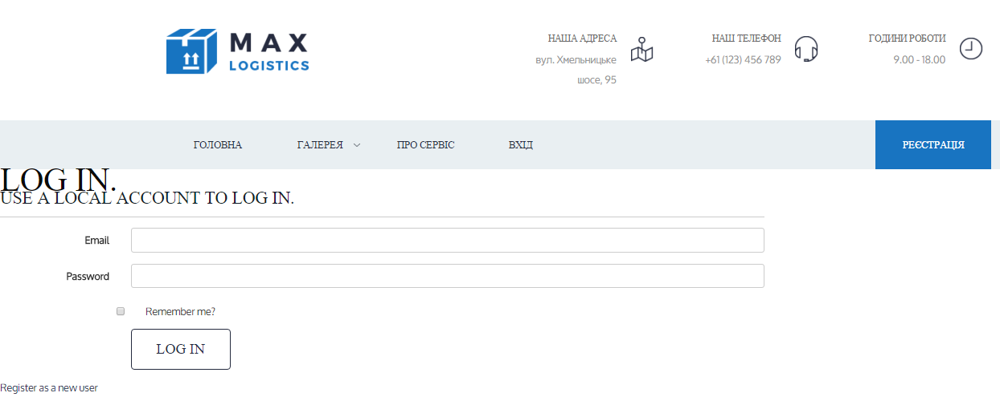 MAX
LOGISTICS
НАША АДРЕСА
вул. Хмельницьке
шосе, 95
НАШ ТЕЛЕФОН
+61 (123) 456 789
ГОДИНИ РОБОТИ
9.00 - 18.00
ГОЛОВНА
ГАЛЕРЕЯ
ПРО СЕРВІС
ВХІД
РЕЄСТРАЦІЯ
LOG IN.
USE A LOCAL ACCOUNT TO LOG IN.
Email
Password
Remember me?
LOG IN
Register as a new user